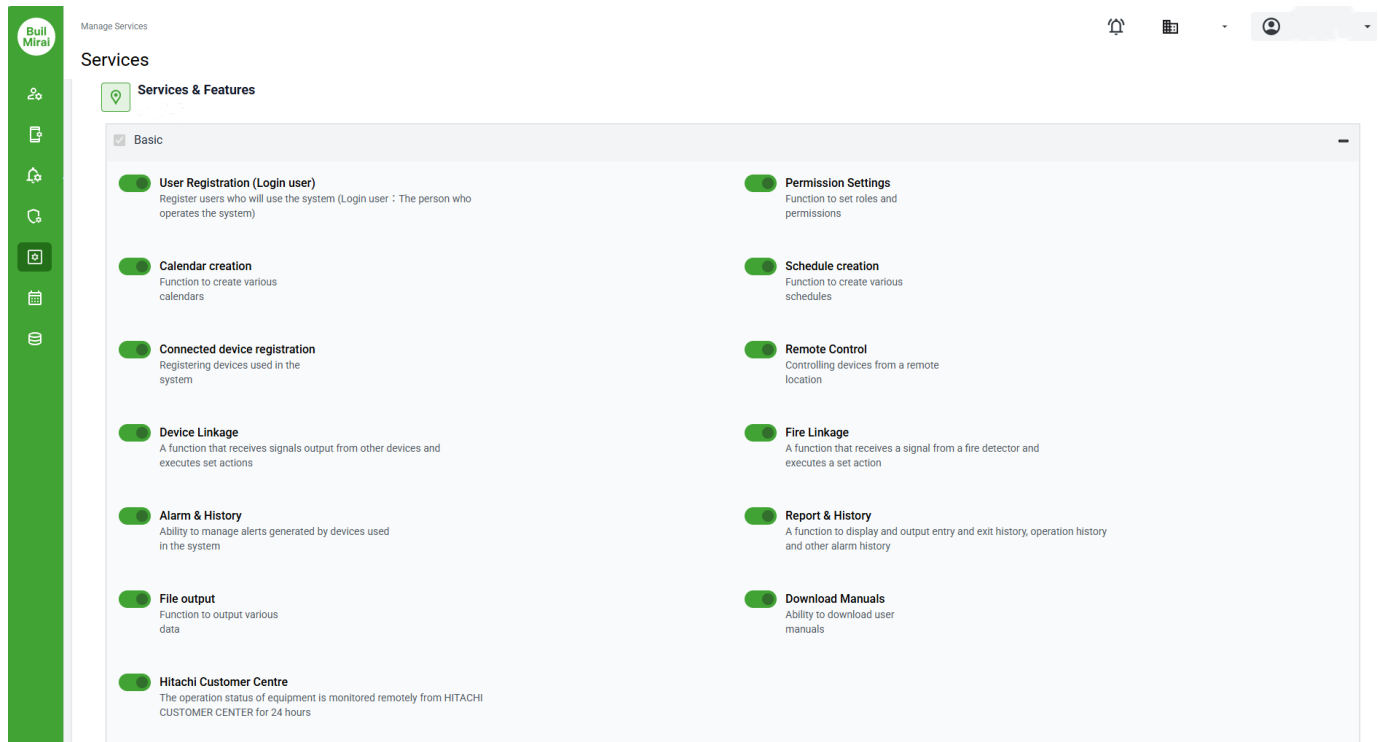 Buil
Mirai
Manage Services
Services
Services & Features
Basic
User Registration (Login user)
Register users who will use the system (Login user：The person who
operates the system)
Permission Settings
Function to set roles and
permissions
Calendar creation
Function to create various
calendars
Schedule creation
Function to create various
schedules
Connected device registration
Registering devices used in the
system
Remote Control
Controlling devices from a remote
location
Device Linkage
A function that receives signals output from other devices and
executes set actions
Fire Linkage
A function that receives a signal from a fire detector and
executes a set action
Alarm & History
Ability to manage alerts generated by devices used
in the system
Report & History
A function to display and output entry and exit history, operation history
and other alarm history
File output
Function to output various
data
Download Manuals
Ability to download user
manuals
Hitachi Customer Centre
The operation status of equipment is monitored remotely from HITACHI
CUSTOMER CENTER for 24 hours